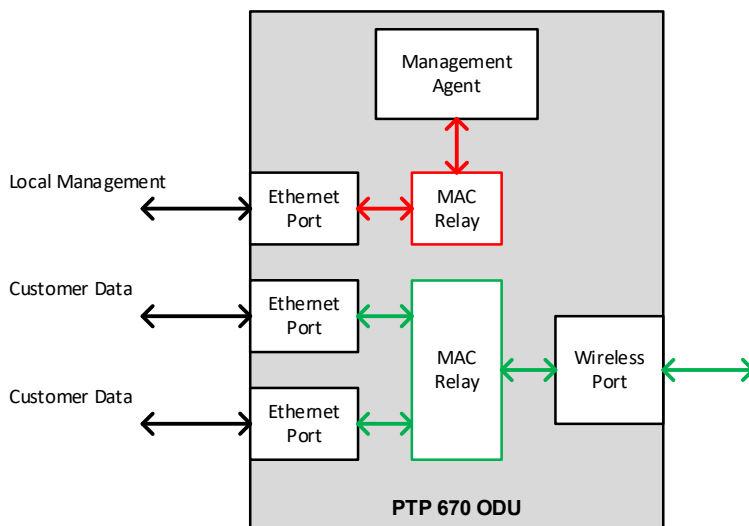 Management
Agent
Local Management
Ethernet
Port
MAC
Relay
Customer Data
Ethernet
Port
MAC
Relay
Wireless
Port
Customer Data
Ethernet
Port
PTP 670 ODU